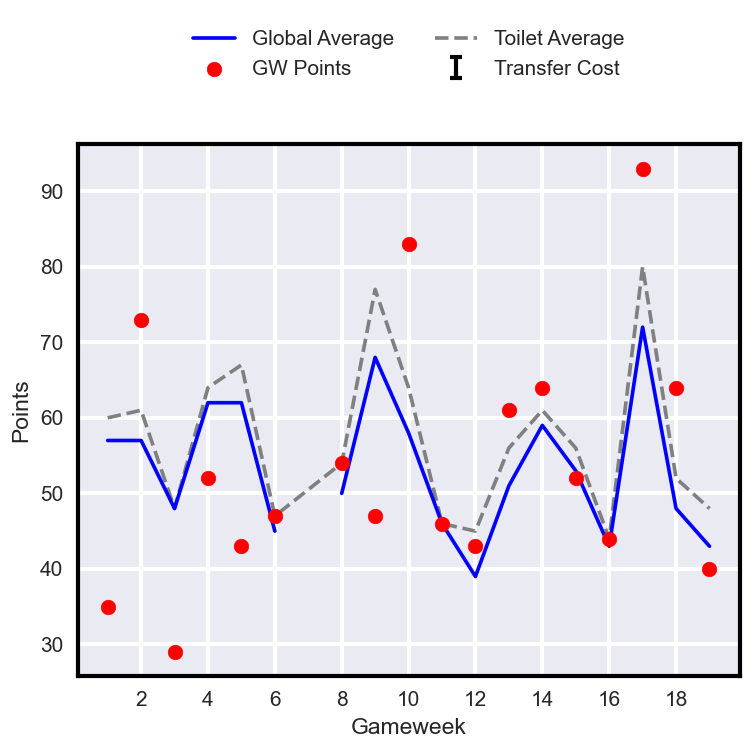 Global Average
Toilet Average
GW Points
Transfer Cost
90
80
70
60
50
40
30
Points
2 4 6 8 10 12 14 16 18
Gameweek